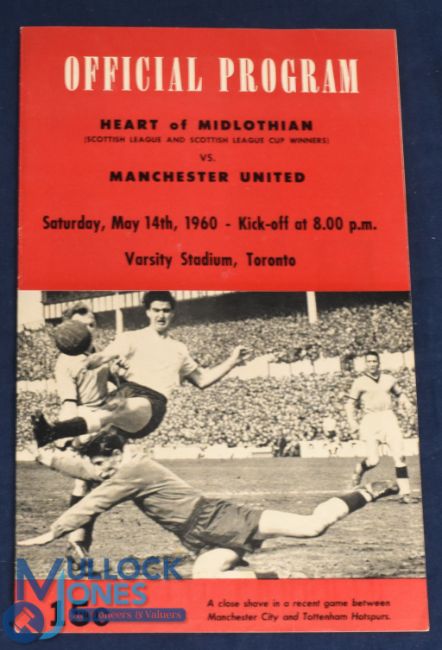 OFFICIAL PROGRAM
HEART of MIDLOTHIAN
(SCOTTISH LEAGUE AND SCOTTISH LEAGUE CUP WINNERS)
VS.
MANCHESTER UNITED
Saturday, May 14th, 1960 - Kick-off at 8.00 p.m.
Varsity Stadium, Toronto
MULLOCK
JONES
Auctioneers & Valuers
15c
A close shave in a recent game between
Manchester City and Tottenham Hotspurs.